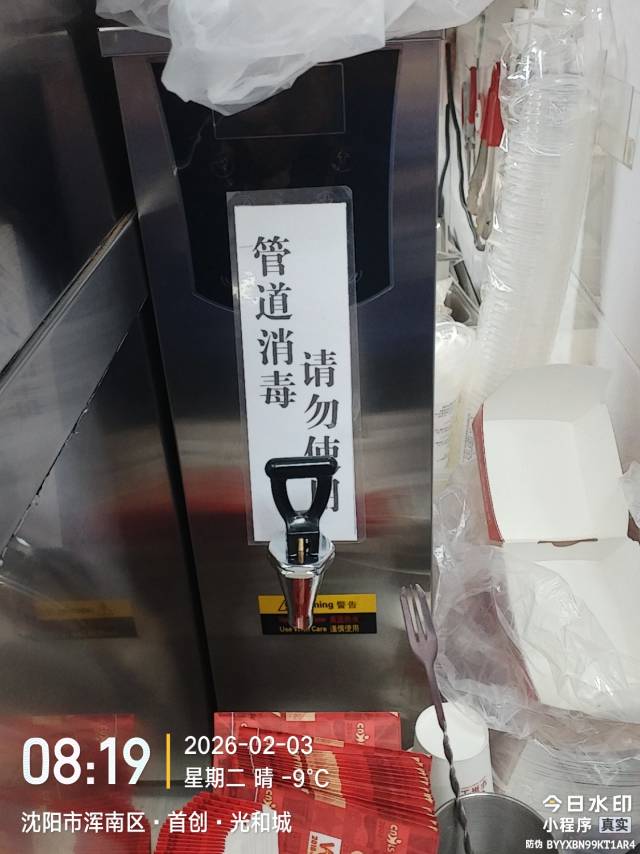 管道消毒
请勿使用
Warning 警告
Use With Care 谨慎使用
08:19
2026-02-03
星期二 晴 -9°C
沈阳市浑南区·首创·光和城
今日水印
小程序 真实
防伪 BYYXBN99KT1AR4